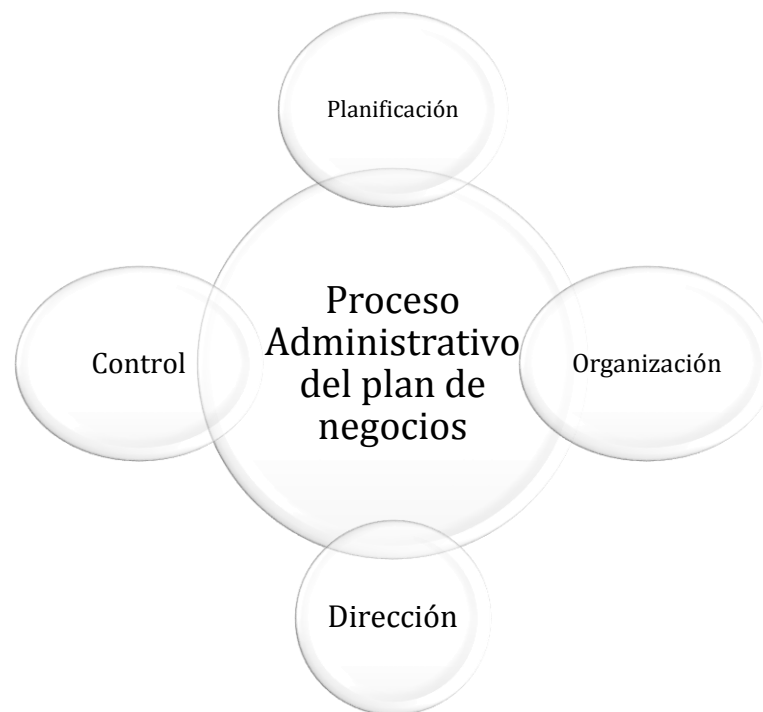 Planificación
Proceso
Administrativo
del plan de
negocios
Control
Organización
Dirección